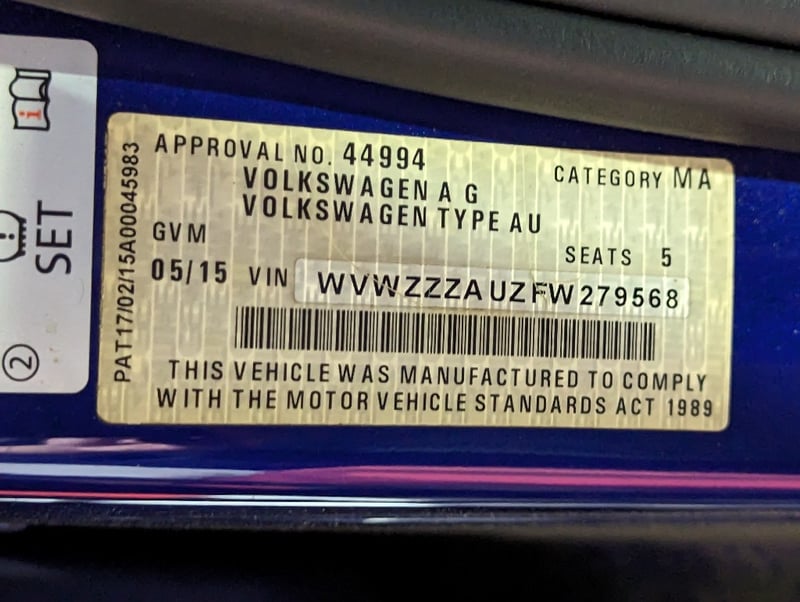 SET
2
PAT17/02/15A00045983
APPROVAL NO. 44994
CATEGORY MA
VOLKSWAGEN A G
VOLKSWAGEN TYPE AU
GVM
SEATS 5
05/15 VIN WVWZZZAUZFW279568
THIS VEHICLE WAS MANUFACTURED TO COMPLY
WITH THE MOTOR VEHICLE STANDARDS ACT 1989